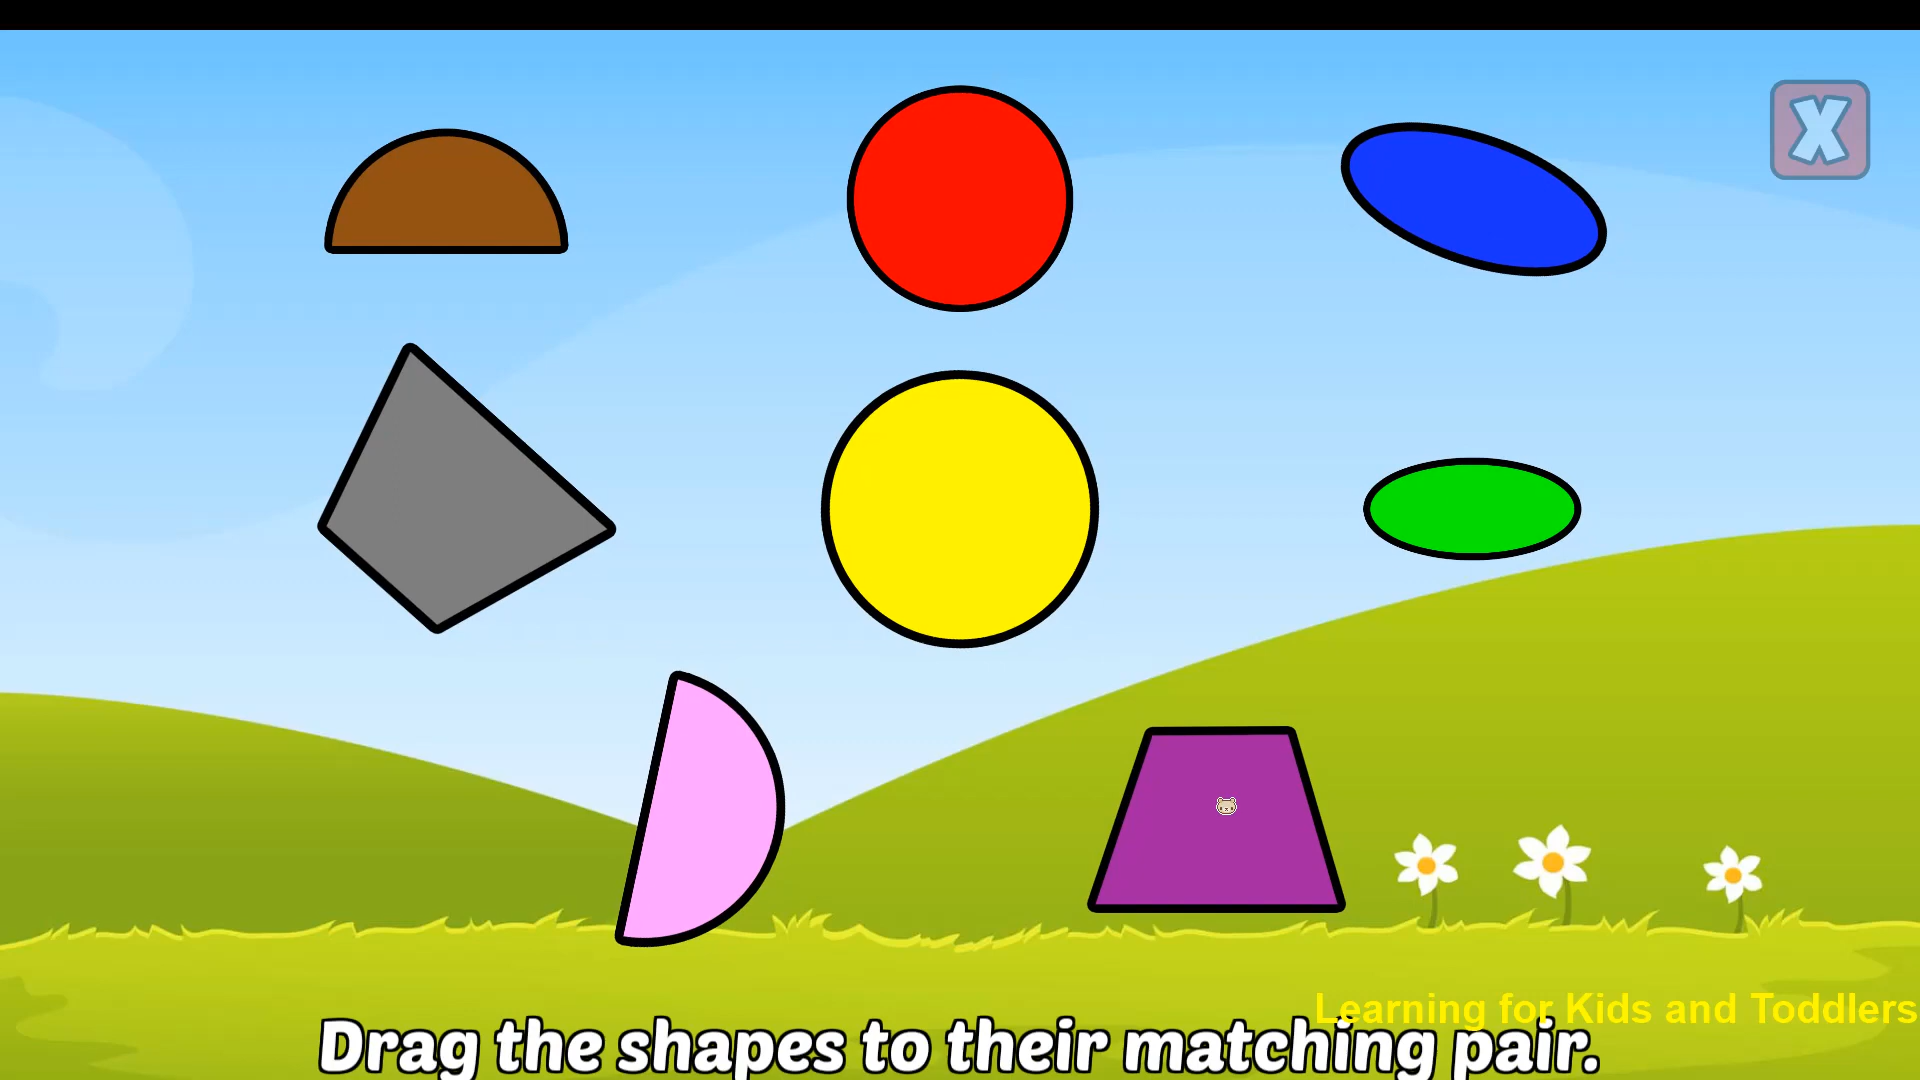 X
Learning for Kids and Toddlers
Drag the shapes to their matching pair.